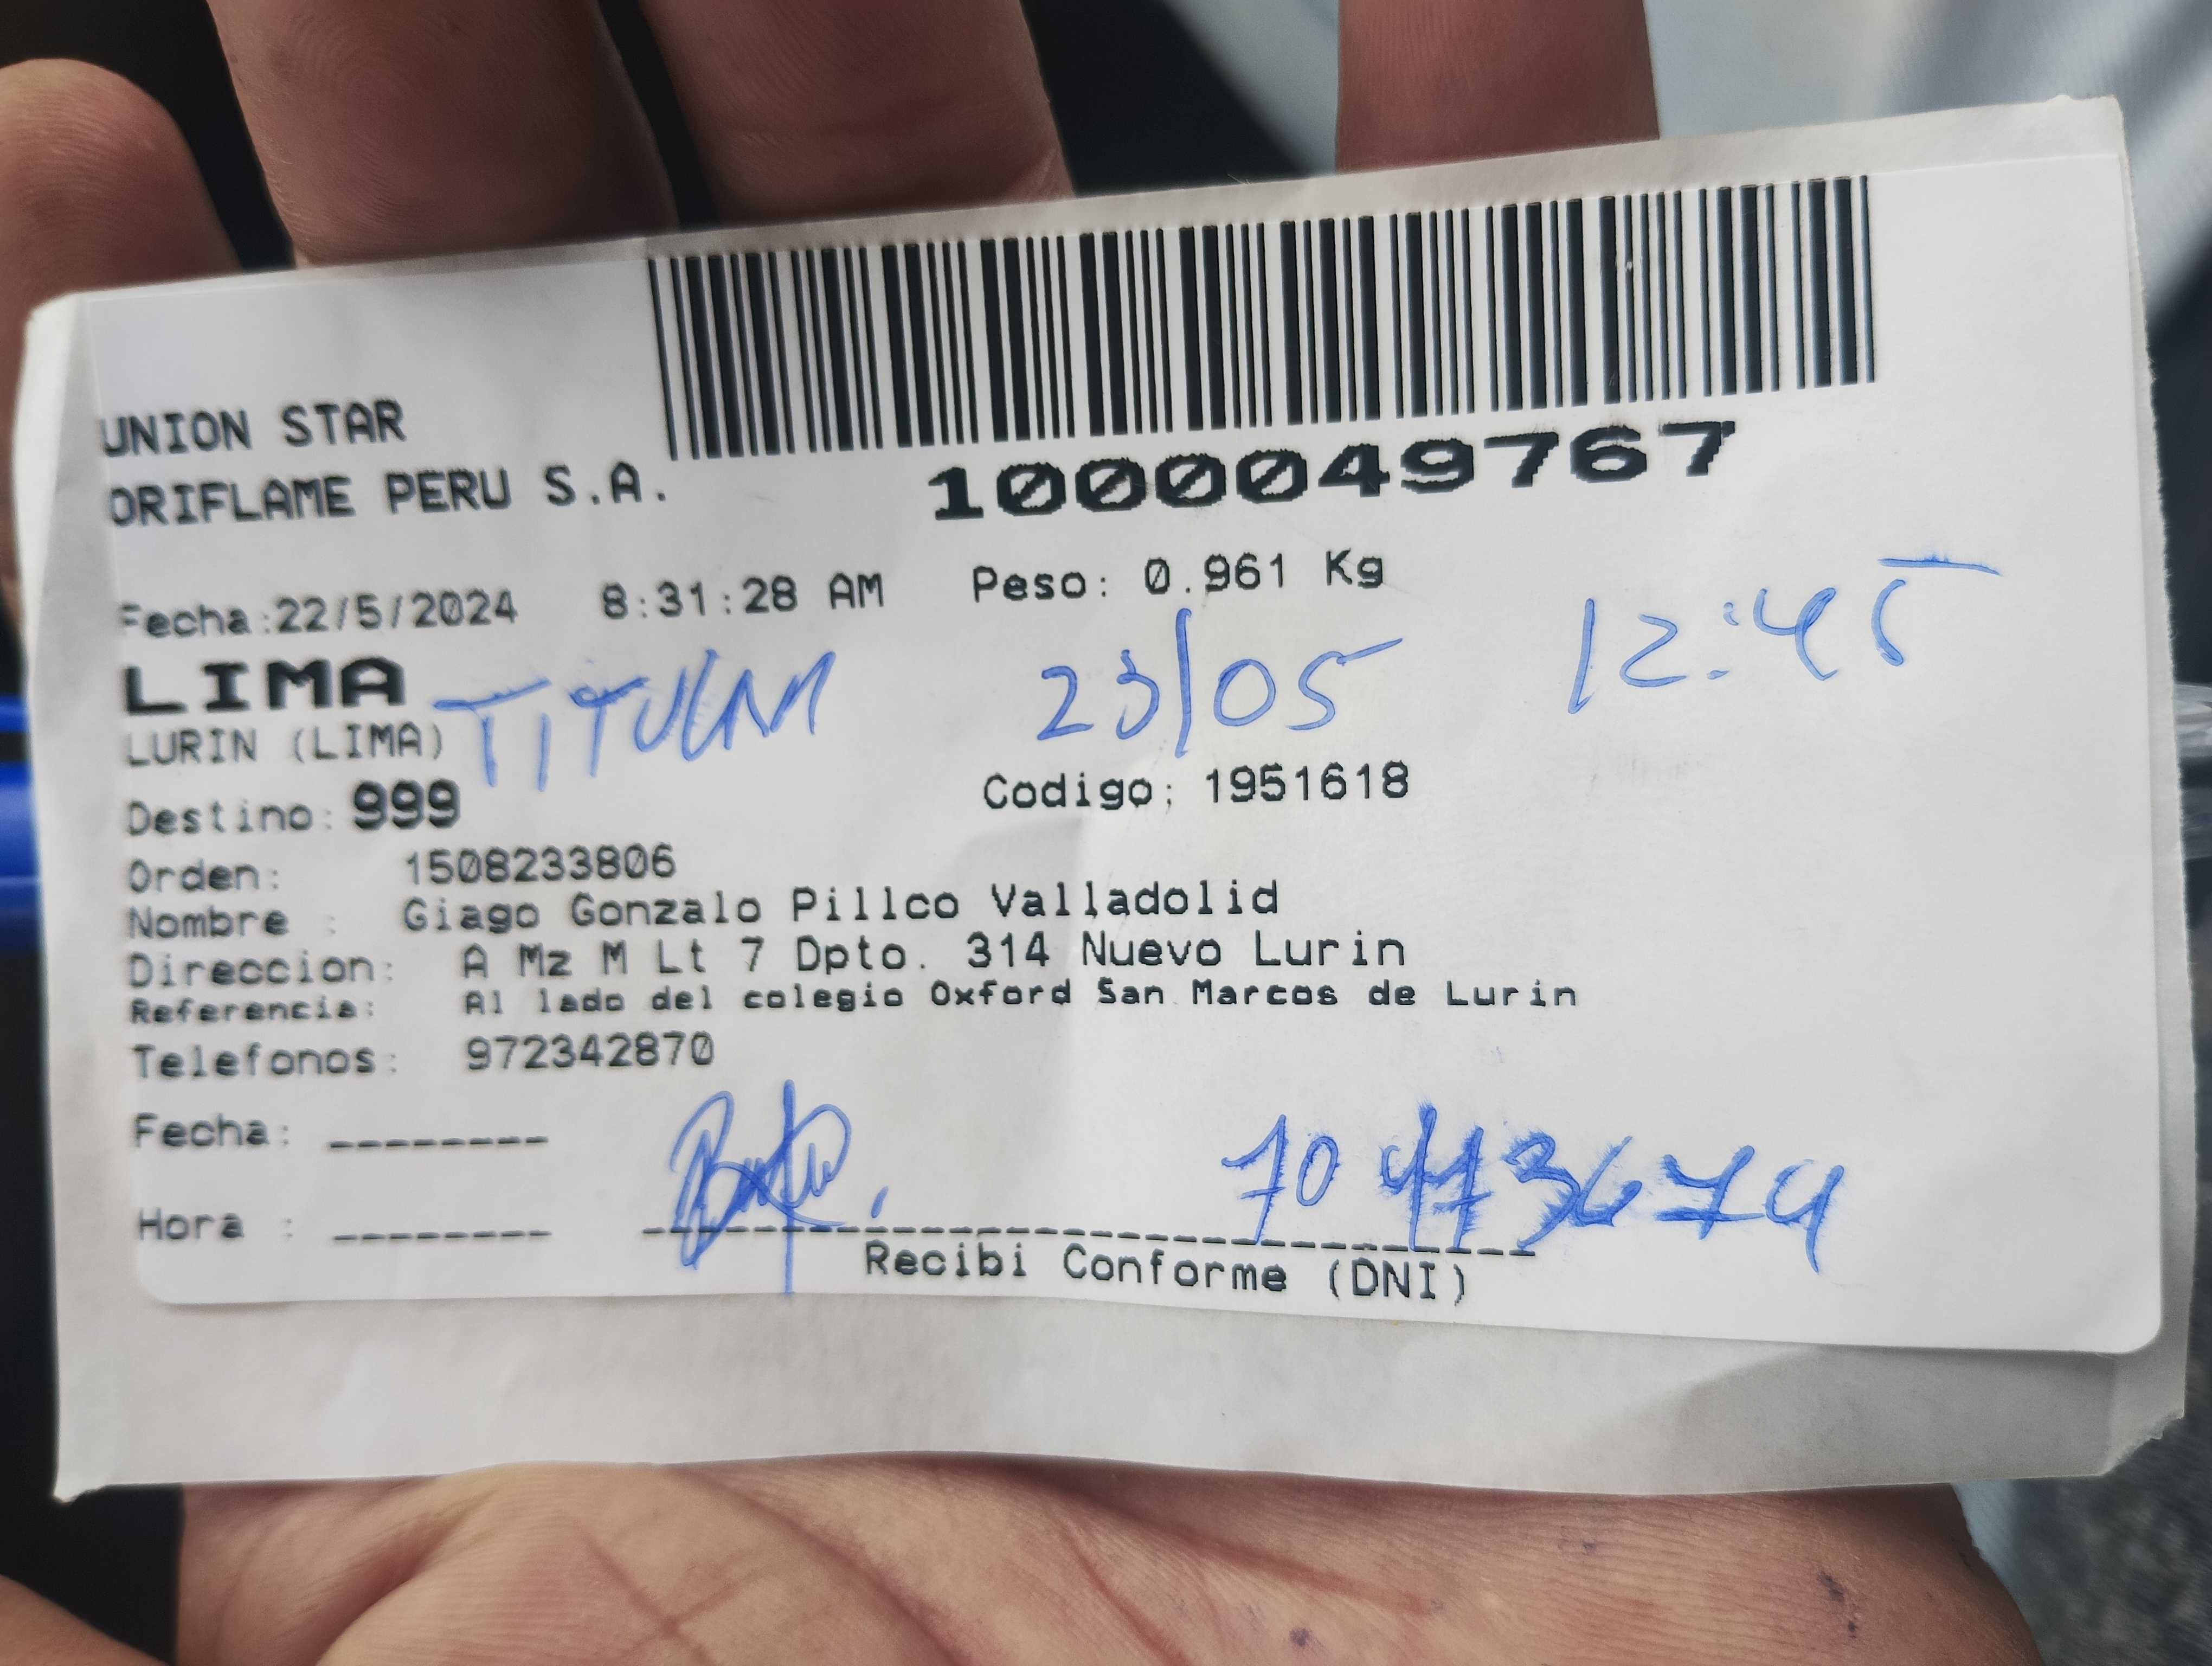 UNION STAR
ORIFLAME PERU S.A.
1000049767
Fecha:22/5/2024 8:31:28 AM Peso: 0.961 Kg
LIMA
TITULAR 23/05 12:45
LURIN (LIMA)
Destino: 999 Codigo: 1951618
Orden: 1508233806
Nombre : Giago Gonzalo Pillco Valladolid
Direccion: A Mz M Lt 7 Dpto. 314 Nuevo Lurin
Referencia: Al lado del colegio Oxford San Marcos de Lurin
Telefonos: 972342870
Fecha: ________
Hora : ________
Recibi Conforme (DNI)